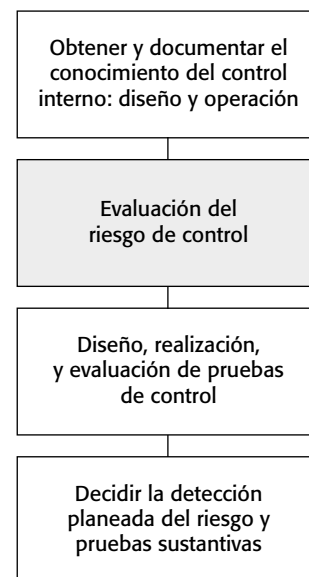 Obtener y documentar el
conocimiento del control
interno: diseño y operación
Evaluación del
riesgo de control
Diseño, realización,
y evaluación de pruebas
de control
Decidir la detección
planeada del riesgo y
pruebas sustantivas